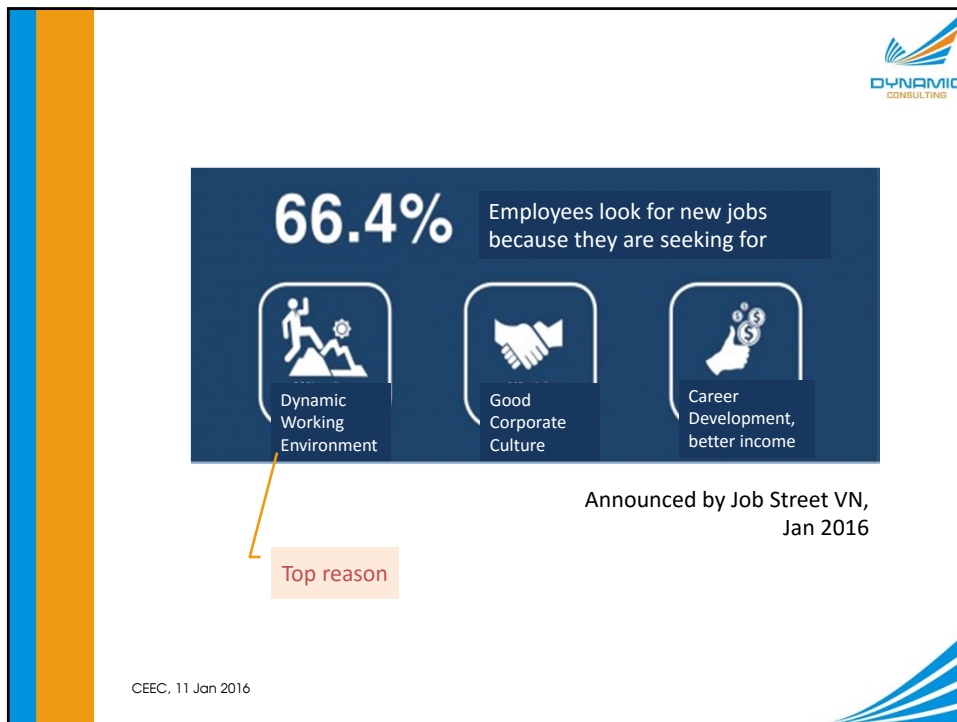 DYNAMIC
CONSULTING
66.4%
Employees look for new jobs
because they are seeking for
Dynamic
Working
Environment
Good
Corporate
Culture
Career
Development,
better income
Announced by Job Street VN,
Jan 2016
Top reason
CEEC, 11 Jan 2016